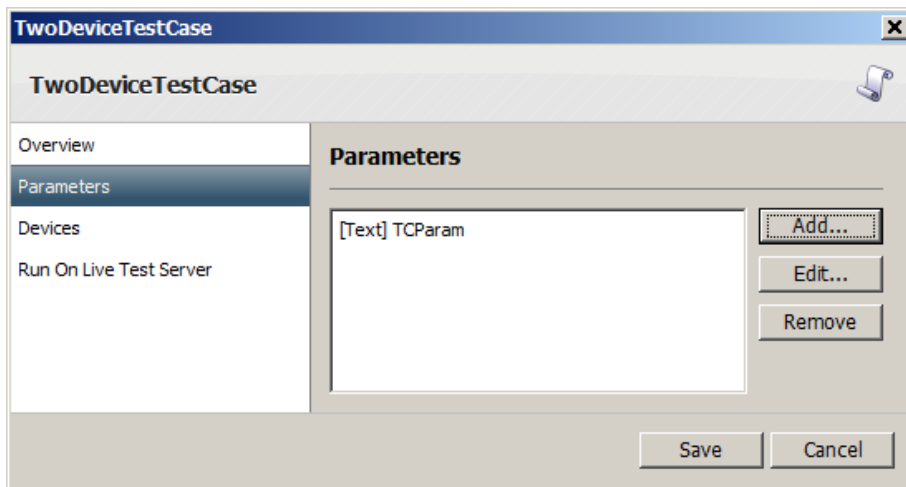 TwoDeviceTestCase
TwoDeviceTestCase
Overview
Parameters
Devices
Run On Live Test Server
Parameters
[Text] TCParam
Add...
Edit...
Remove
Save
Cancel